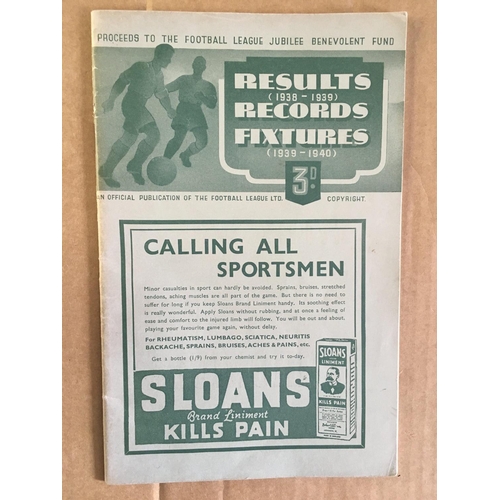 PROCEEDS TO THE FOOTBALL LEAGUE JUBILEE BENEVOLENT FUND
RESULTS
(1938-1939)
RECORDS
FIXTURES
(1939-1940)
3D.
AN OFFICIAL PUBLICATION OF THE FOOTBALL LEAGUE LTD. COPYRIGHT.
CALLING ALL
SPORTSMEN
Minor casualties in sport can hardly be avoided. Sprains, bruises, stretched
tendons, aching muscles are all part of the game. But there is no need to
suffer for long if you keep Sloans Brand Liniment handy. Its soothing effect
is really wonderful. Apply Sloans without rubbing, and at once a feeling of
ease and comfort to the injured limb will follow. You will be out and about,
playing your favourite game again, without delay.
For RHEUMATISM, LUMBAGO, SCIATICA, NEURITIS
BACKACHE, SPRAINS, BRUISES, ACHES & PAINS, etc.
Get a bottle (1/9) from your chemist and try it to-day.
SLOANS
Brand Liniment
KILLS PAIN
SLOANS
LINIMENT
KILLS PAIN